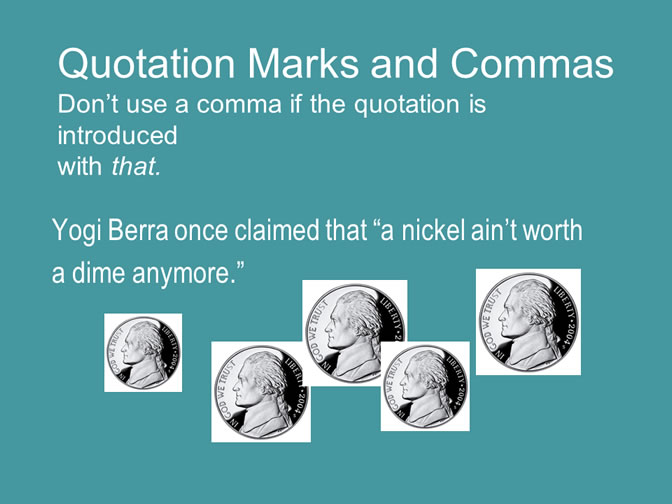 Quotation Marks and Commas
Don’t use a comma if the quotation is
introduced
with that.
Yogi Berra once claimed that “a nickel ain’t worth
a dime anymore.”
IN GOD WE TRUST LIBERTY 2004
IN GOD WE TRUST LIBERTY 2004
IN GOD WE TRUST LIBERTY 2
IN GOD WE TRUST LIBERTY 2004
IN GOD WE TRUST LIBERTY 2004